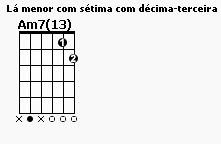 Lá menor com sétima com décima-terceira
Am7(13)
1
2
x ● x ○ ○ ○